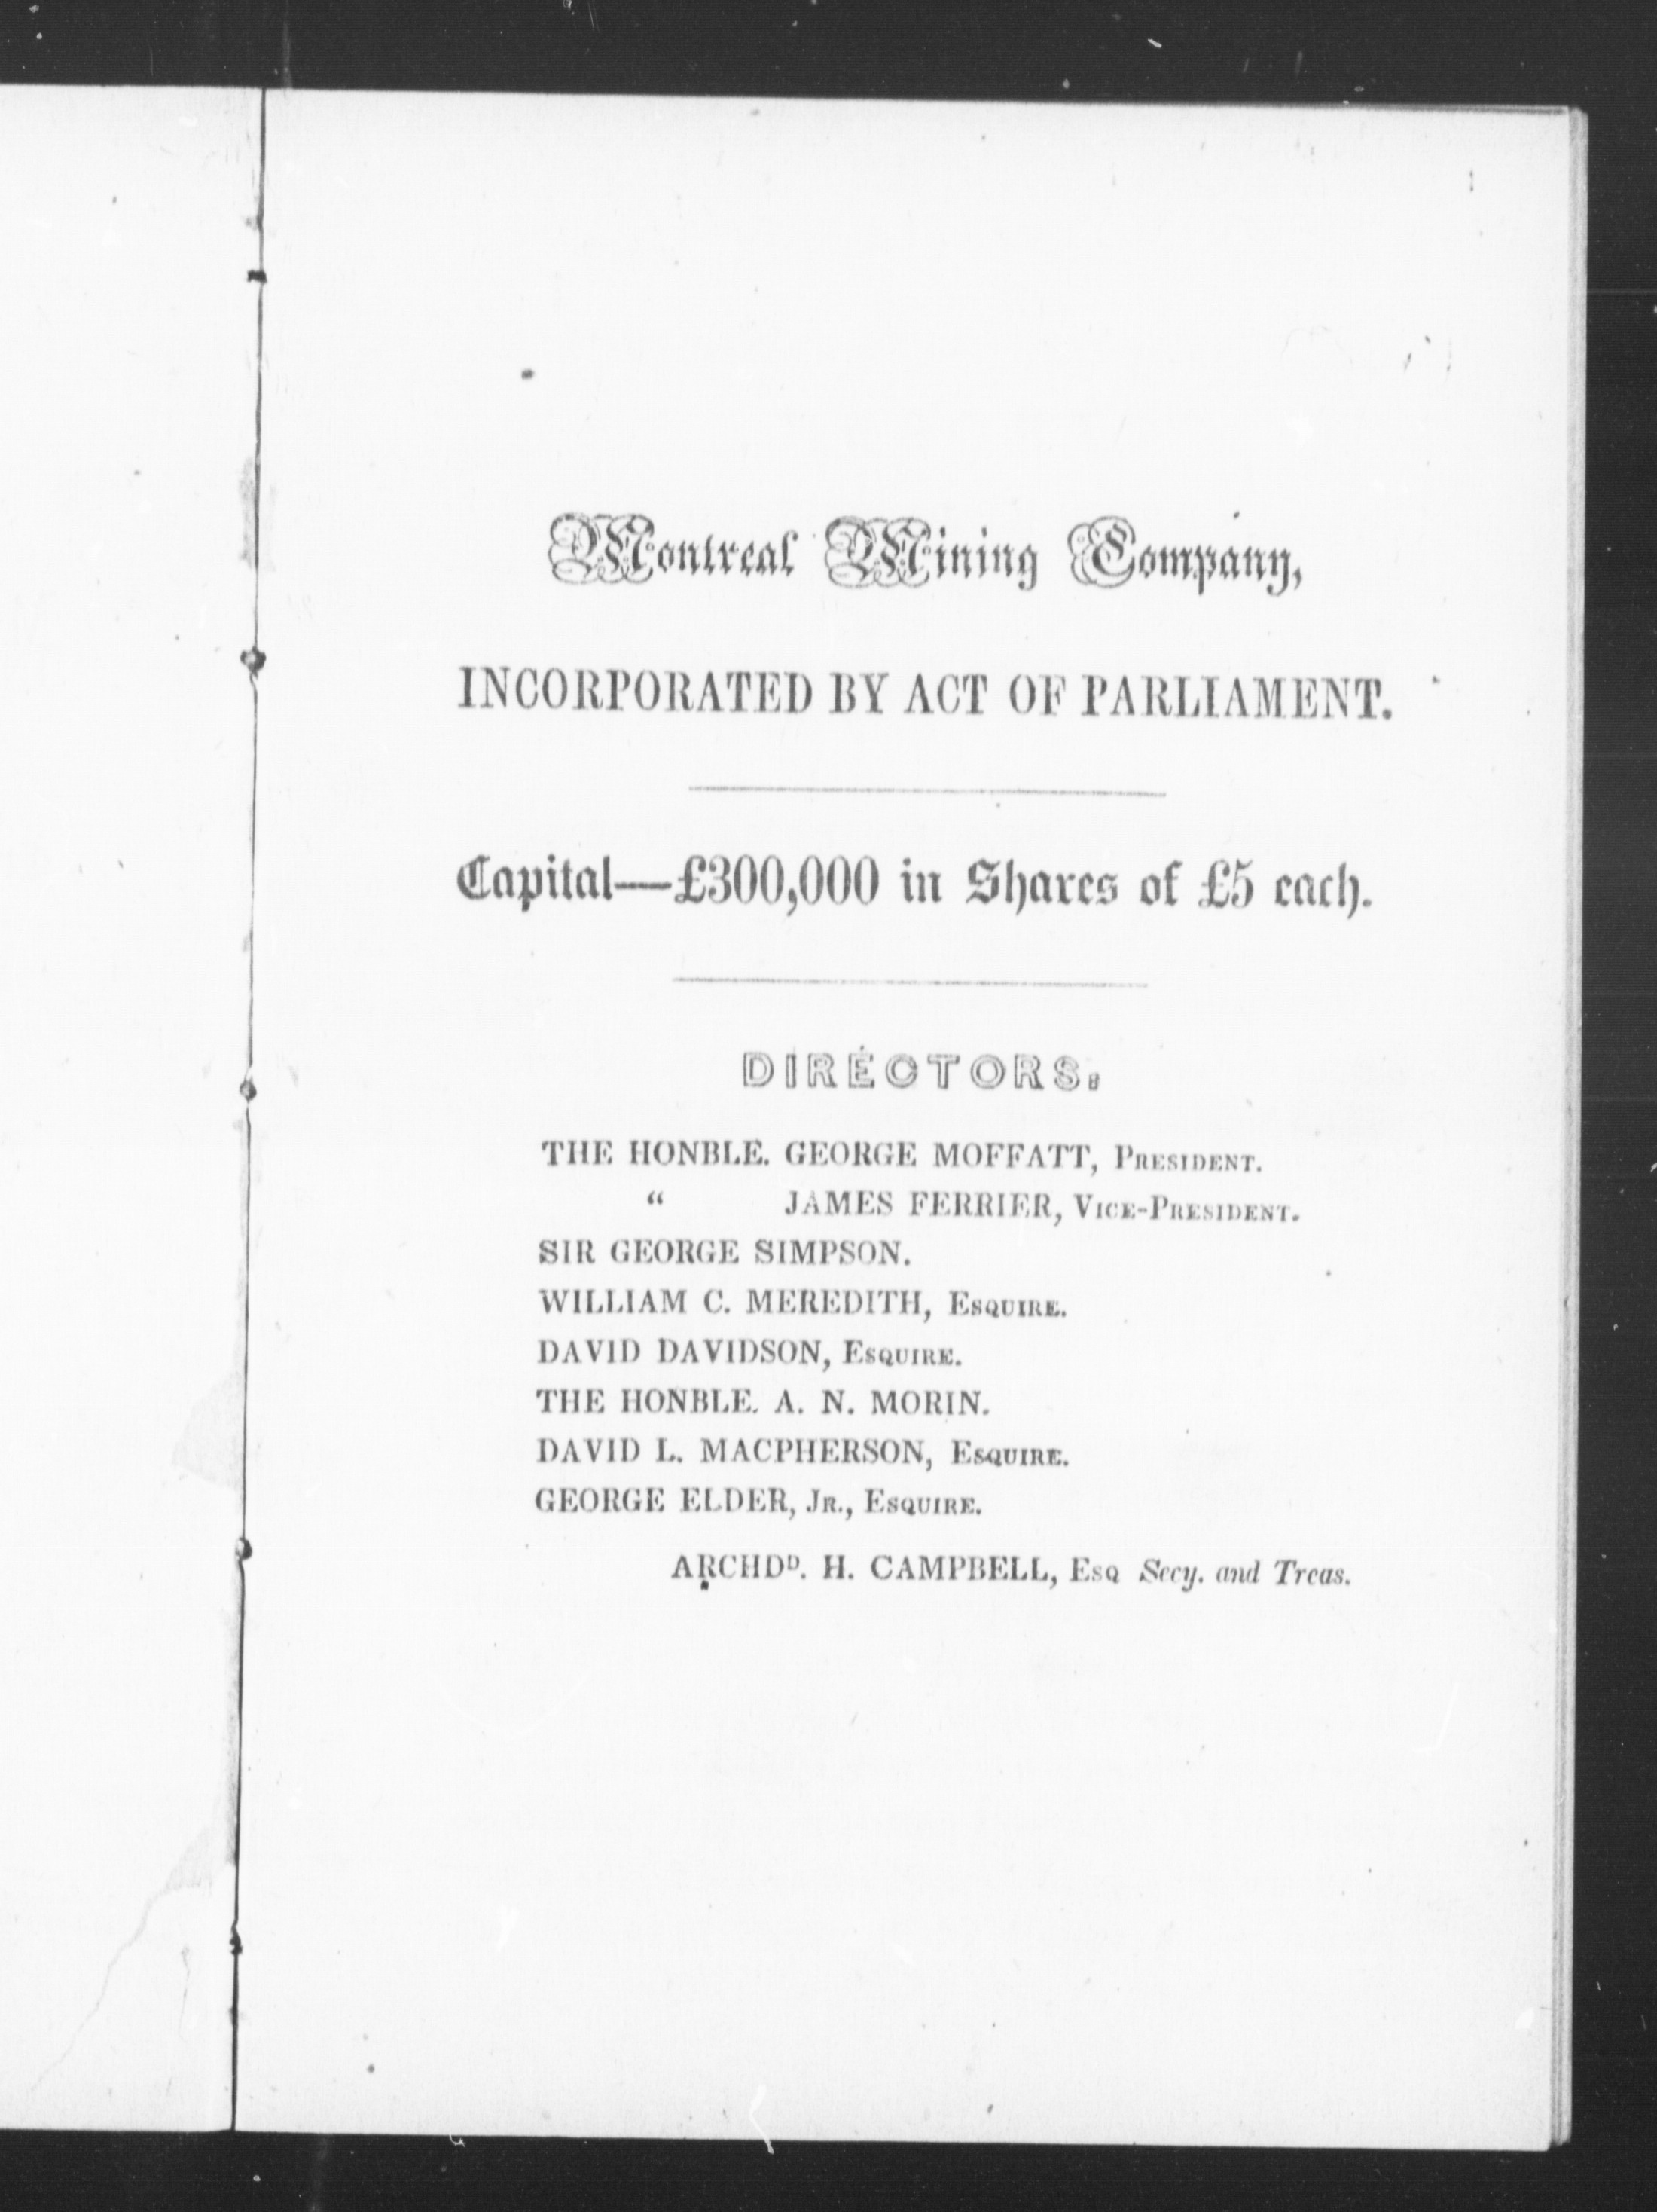 Montreal Mining Company,
INCORPORATED BY ACT OF PARLIAMENT.
Capital—£300,000 in Shares of £5 each.
DIRECTORS:
THE HONBLE. GEORGE MOFFATT, PRESIDENT.
“ JAMES FERRIER, VICE-PRESIDENT.
SIR GEORGE SIMPSON.
WILLIAM C. MEREDITH, ESQUIRE.
DAVID DAVIDSON, ESQUIRE.
THE HONBLE. A. N. MORIN.
DAVID L. MACPHERSON, ESQUIRE.
GEORGE ELDER, JR., ESQUIRE.
ARCHDD. H. CAMPBELL, ESQ Secy. and Treas.